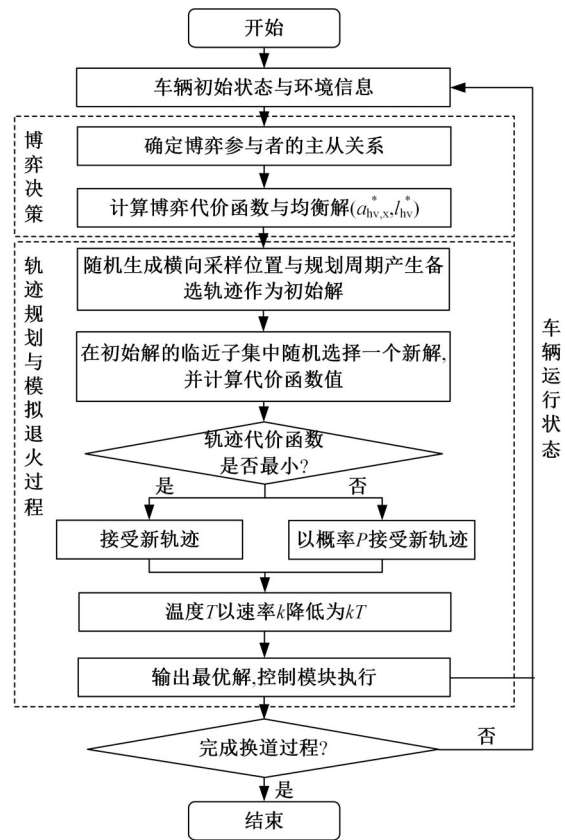 开始
车辆初始状态与环境信息
博弈决策
确定博弈参与者的主从关系
计算博弈代价函数与均衡解(a*hv,x,l*hv)
轨迹规划与模拟退火过程
随机生成横向采样位置与规划周期产生备
选轨迹作为初始解
在初始解的临近子集中随机选择一个新解,
并计算代价函数值
轨迹代价函数
是否最小?
是
否
接受新轨迹
以概率P接受新轨迹
温度T以速率k降低为kT
输出最优解,控制模块执行
车辆运行状态
完成换道过程?
否
是
结束